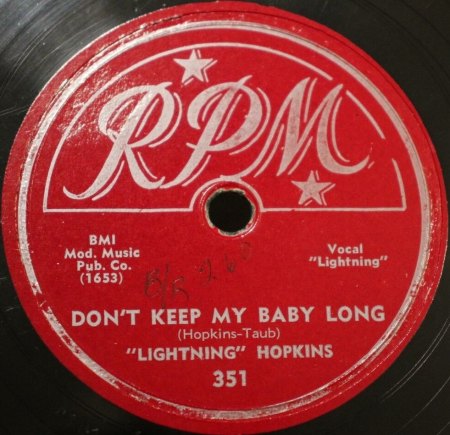 RPM
BMI
Mod. Music
Pub. Co.
(1653)
Vocal
"Lightning"
DON'T KEEP MY BABY LONG
(Hopkins-Taub)
"LIGHTNING" HOPKINS
351